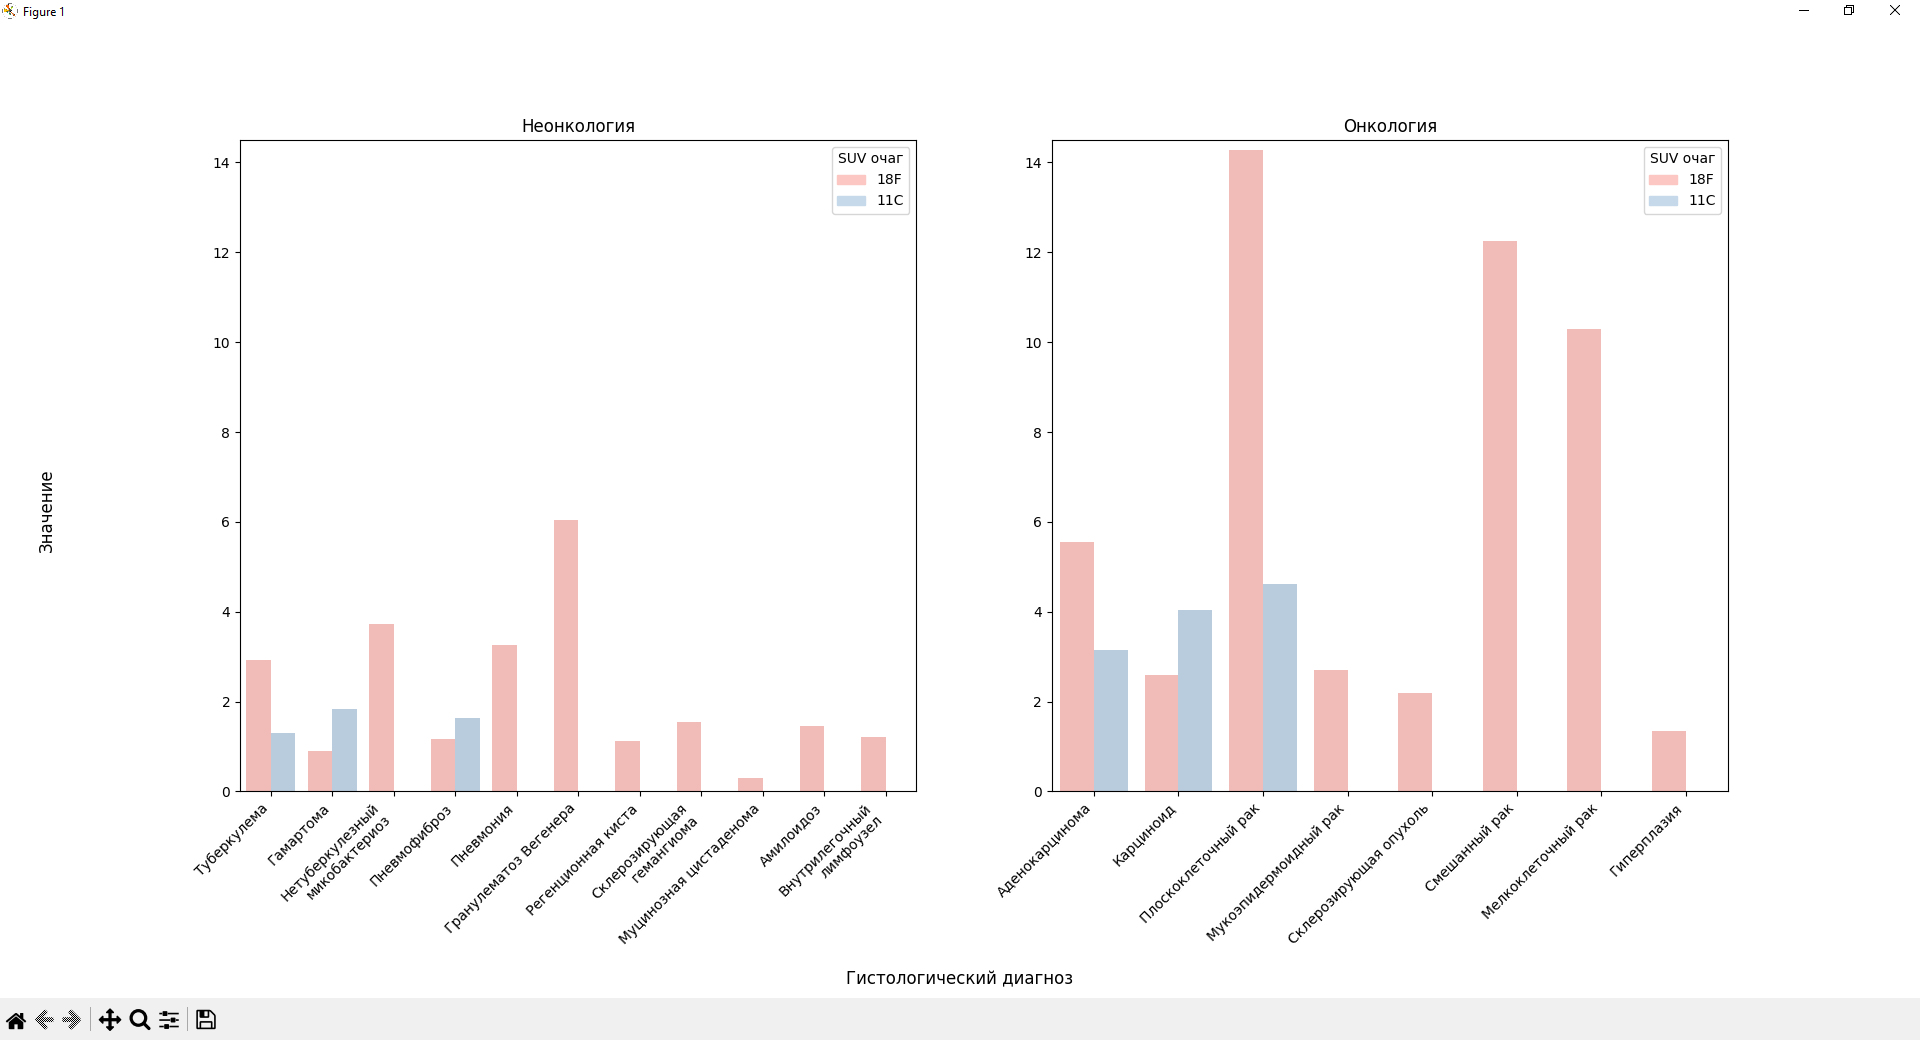 Figure 1
Неонкология
SUV очаг
18F
11C
14
12
10
8
6
4
2
0
Туберкулема
Гамартома
Нетуберкулезный
микобактериоз
Пневмофиброз
Пневмония
Гранулематоз Вегенера
Регенционная киста
Склерозирующая
гемангиома
Муцинозная цистаденома
Амилоидоз
Внутрилегочный
лимфоузел
Онкология
SUV очаг
18F
11C
14
12
10
8
6
4
2
0
Аденокарцинома
Карциноид
Плоскоклеточный рак
Мукоэпидермоидный рак
Склерозирующая опухоль
Смешанный рак
Мелкоклеточный рак
Гиперплазия
Значение
Гистологический диагноз